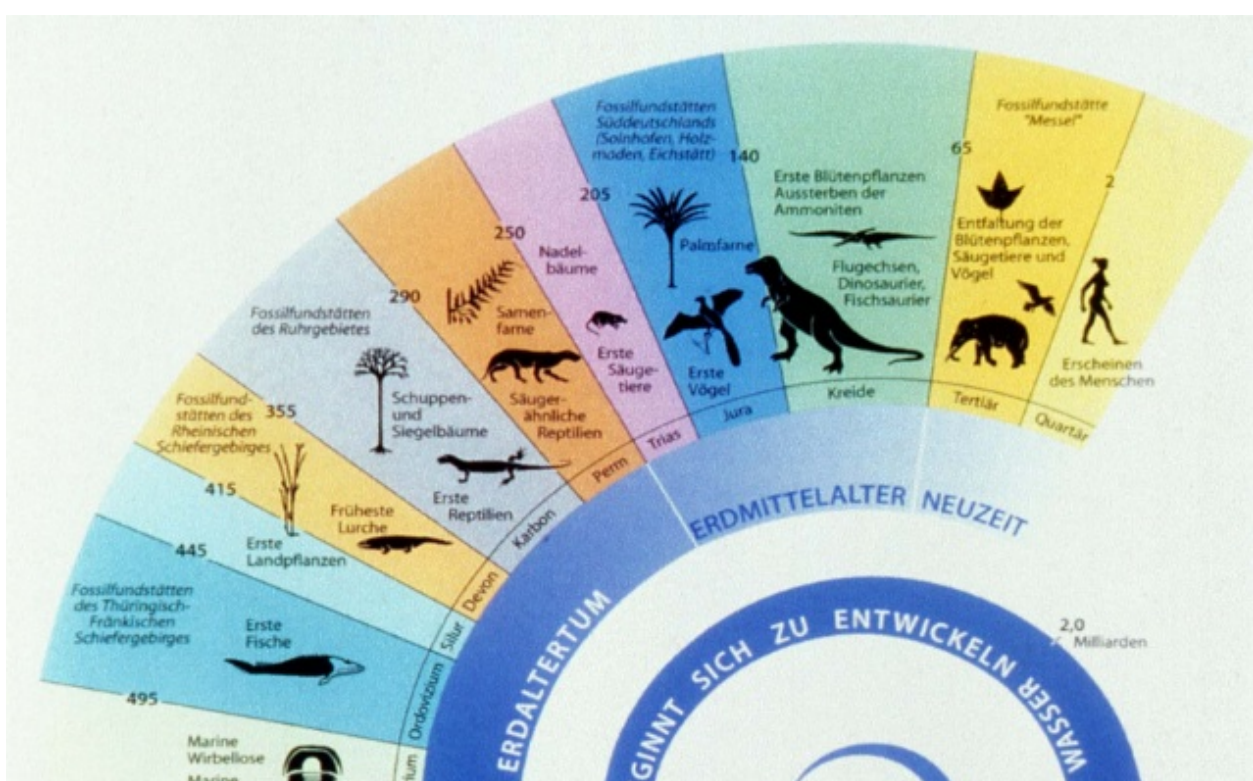 Fossilfundstätten
Süddeutschlands
(Solnhofen, Holz-
maden, Eichstätt)
140
65
Fossilfundstätte
"Messel"
2
205
Erste Blütenpflanzen
Aussterben der
Ammoniten
Entfaltung der
Blütenpflanzen,
Säugetiere und
Vögel
250
Nadel-
bäume
Palmfarne
Flugechsen,
Dinosaurier,
Fischsaurier
290
Samen-
farne
Erste
Säuge-
tiere
Erste
Vögel
Erscheinen
des Menschen
Fossilfundstätten
des Ruhrgebietes
Schuppen-
und
Siegelbäume
Säuger-
ähnliche
Reptilien
Fossilfund-
stätten des
Rheinischen
Schiefergebirges
355
Erste
Reptilien
415
Früheste
Lurche
445
Erste
Landpflanzen
Fossilfundstätten
des Thüringisch-
Fränkischen
Schiefergebirges
Erste
Fische
495
Marine
Wirbellose
Marine
Ordovizium
Silur
Devon
Karbon
Perm
Trias
Jura
Kreide
Tertiär
Quartär
ERDALTERTUM
ERDMITTELALTER
NEUZEIT
GINNT SICH ZU ENTWICKELN WASSER
2,0
Milliarden